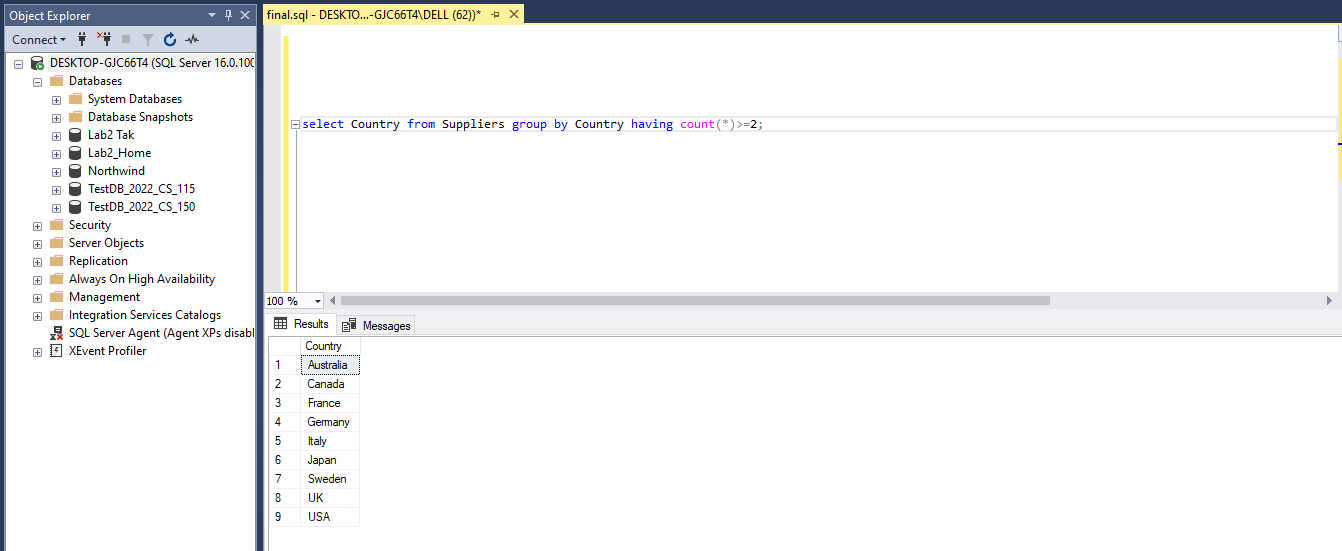 Object Explorer
Connect
DESKTOP-GJC66T4 (SQL Server 16.0.100
Databases
System Databases
Database Snapshots
Lab2 Tak
Lab2_Home
Northwind
TestDB_2022_CS_115
TestDB_2022_CS_150
Security
Server Objects
Replication
Always On High Availability
Management
Integration Services Catalogs
SQL Server Agent (Agent XPs disabl
XEvent Profiler
final.sql - DESKTO...-GJC66T4\DELL (62))*
select Country from Suppliers group by Country having count(*)>=2;
100 %
Results Messages
Country
1 Australia
2 Canada
3 France
4 Germany
5 Italy
6 Japan
7 Sweden
8 UK
9 USA